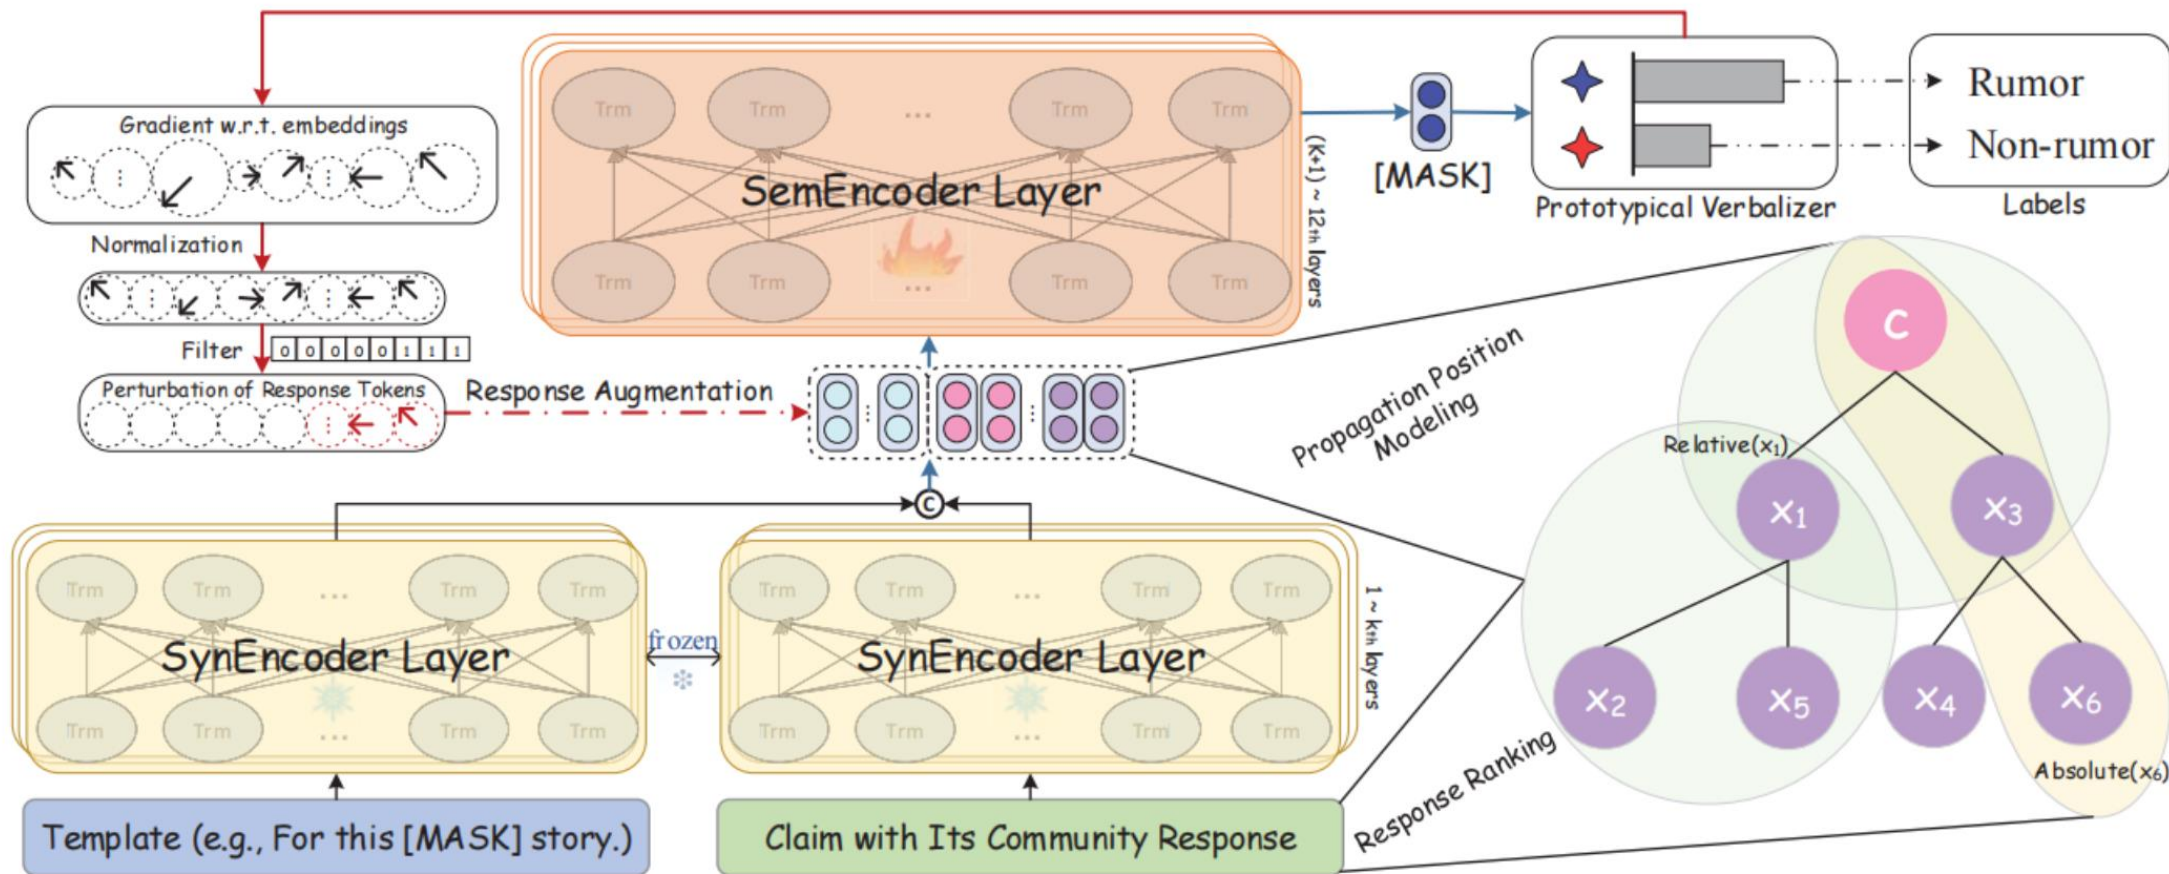 Gradient w.r.t. embeddings
Normalization
Filter
0 0 0 0 0 1 1 1
Perturbation of Response Tokens
Response Augmentation
Trm Trm ... Trm Trm
SemEncoder Layer
Trm Trm ... Trm Trm
(K+1) ~ 12th layers
[MASK]
Prototypical Verbalizer
Rumor
Non-rumor
Labels
C
Trm Trm ... Trm Trm
SynEncoder Layer
Trm Trm ... Trm Trm
frozen
Trm Trm ... Trm Trm
SynEncoder Layer
Trm Trm ... Trm Trm
1 ~ kth layers
Template (e.g., For this [MASK] story.)
Claim with Its Community Response
Propagation Position
Modeling
Response Ranking
C
Relative(x₁)
x₁ x₃
x₂ x₅ x₄ x₆
Absolute(x₆)